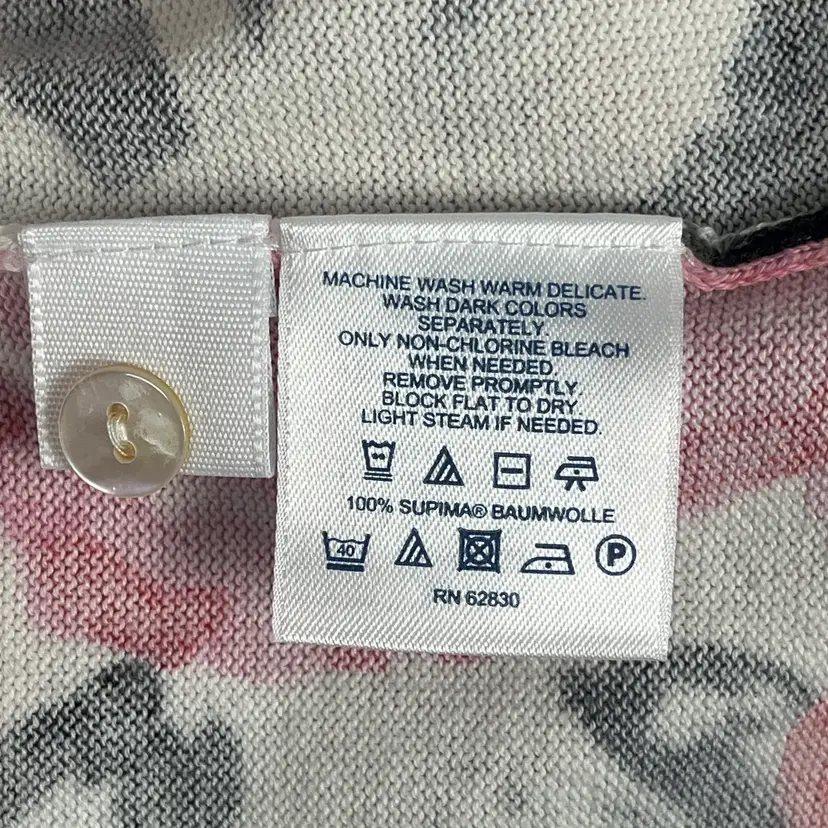 MACHINE WASH WARM DELICATE.
WASH DARK COLORS
SEPARATELY.
ONLY NON-CHLORINE BLEACH
WHEN NEEDED.
REMOVE PROMPTLY.
BLOCK FLAT TO DRY.
LIGHT STEAM IF NEEDED.
100% SUPIMA® BAUMWOLLE
40 P
RN 62830